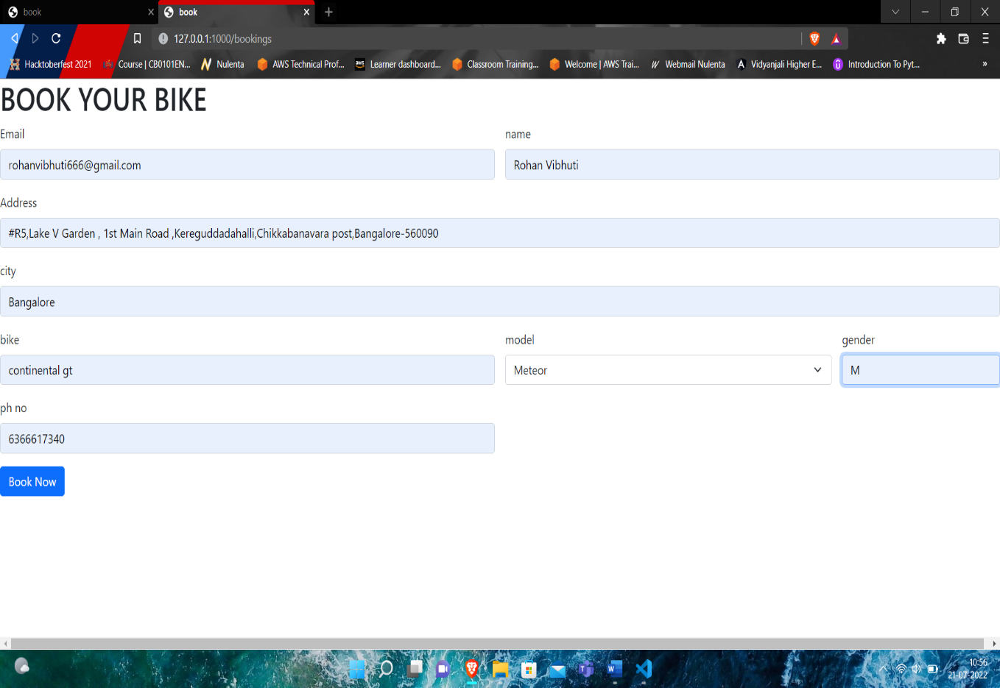 book
book
127.0.0.1:1000/bookings
Hacktoberfest 2021 Course | CB0101EN... Nulenta AWS Technical Prof... Learner dashboard... Classroom Training... Welcome | AWS Trai... Webmail Nulenta Vidyanjali Higher E... Introduction To Pyt... »
BOOK YOUR BIKE
Email name
rohanvibhuti666@gmail.com Rohan Vibhuti
Address
#R5,Lake V Garden , 1st Main Road ,Kereguddadahalli,Chikkabanavara post,Bangalore-560090
city
Bangalore
bike model gender
continental gt Meteor M
ph no
6366617340
Book Now
10:56
21-07-2022